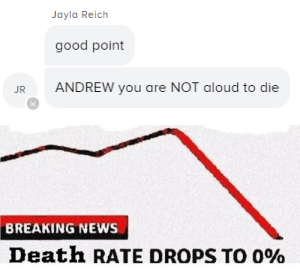 Jayla Reich
good point
JR
ANDREW you are NOT aloud to die
BREAKING NEWS
Death RATE DROPS TO 0%